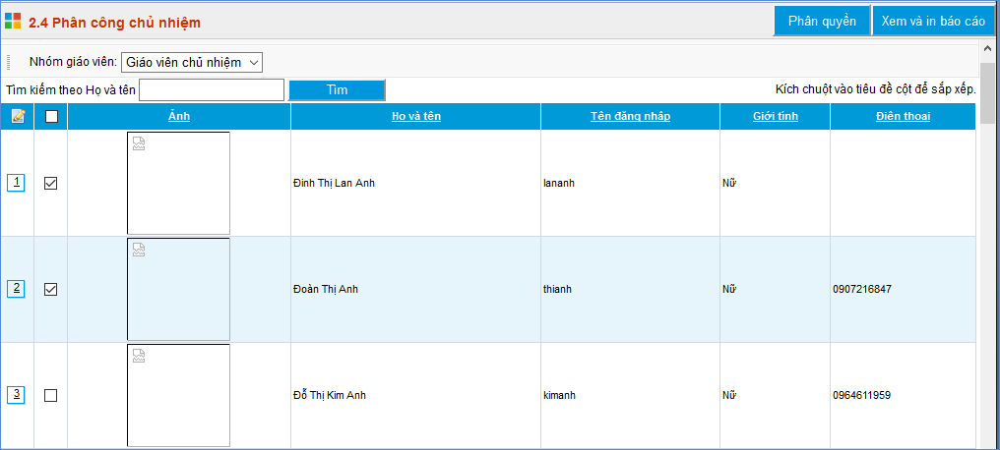 2.4 Phân công chủ nhiệm
Phân quyền
Xem và in báo cáo
Nhóm giáo viên: Giáo viên chủ nhiệm
Tìm kiếm theo Họ và tên
Tìm
Kích chuột vào tiêu đề cột để sắp xếp.
Ảnh Họ và tên Tên đăng nhập Giới tính Điện thoại
1 Đinh Thị Lan Anh lananh Nữ
2 Đoàn Thị Anh thianh Nữ 0907216847
3 Đỗ Thị Kim Anh kimanh Nữ 0964611959